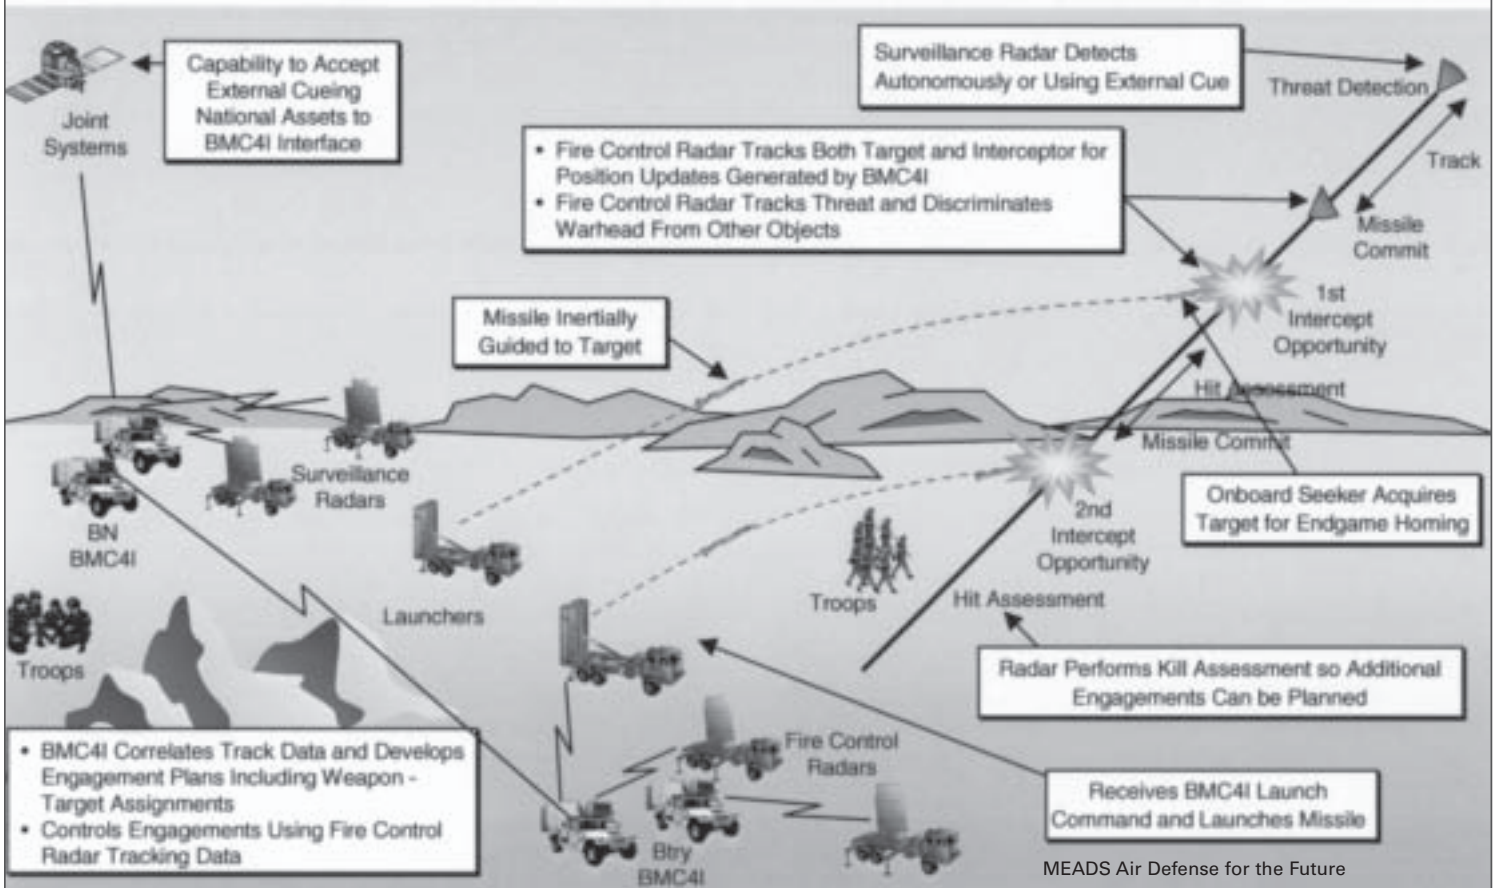 Capability to Accept
External Cueing
National Assets to
BMC4I Interface
Joint
Systems
Surveillance Radar Detects
Autonomously or Using External Cue
Threat Detection
Track
• Fire Control Radar Tracks Both Target and Interceptor for
Position Updates Generated by BMC4I
• Fire Control Radar Tracks Threat and Discriminates
Warhead From Other Objects
Missile
Commit
1st
Intercept
Opportunity
Missile Inertially
Guided to Target
Hit Assessment
Missile Commit
Surveillance
Radars
BN
BMC4I
Onboard Seeker Acquires
Target for Endgame Homing
2nd
Intercept
Opportunity
Launchers
Troops
Hit Assessment
Troops
Radar Performs Kill Assessment so Additional
Engagements Can be Planned
• BMC4I Correlates Track Data and Develops
Engagement Plans Including Weapon -
Target Assignments
• Controls Engagements Using Fire Control
Radar Tracking Data
Fire Control
Radars
Receives BMC4I Launch
Command and Launches Missile
Btry
BMC4I
MEADS Air Defense for the Future